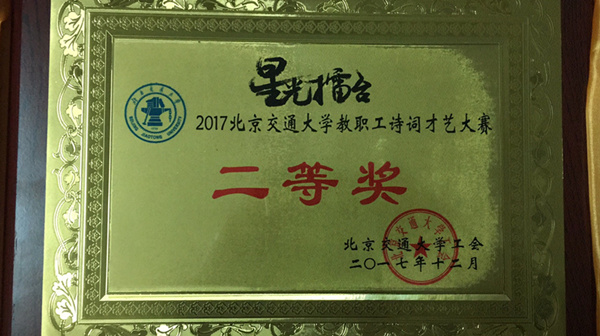 星光擂台
2017北京交通大学教职工诗词才艺大赛
二等奖
北京交通大学工会
二〇一七年十二月